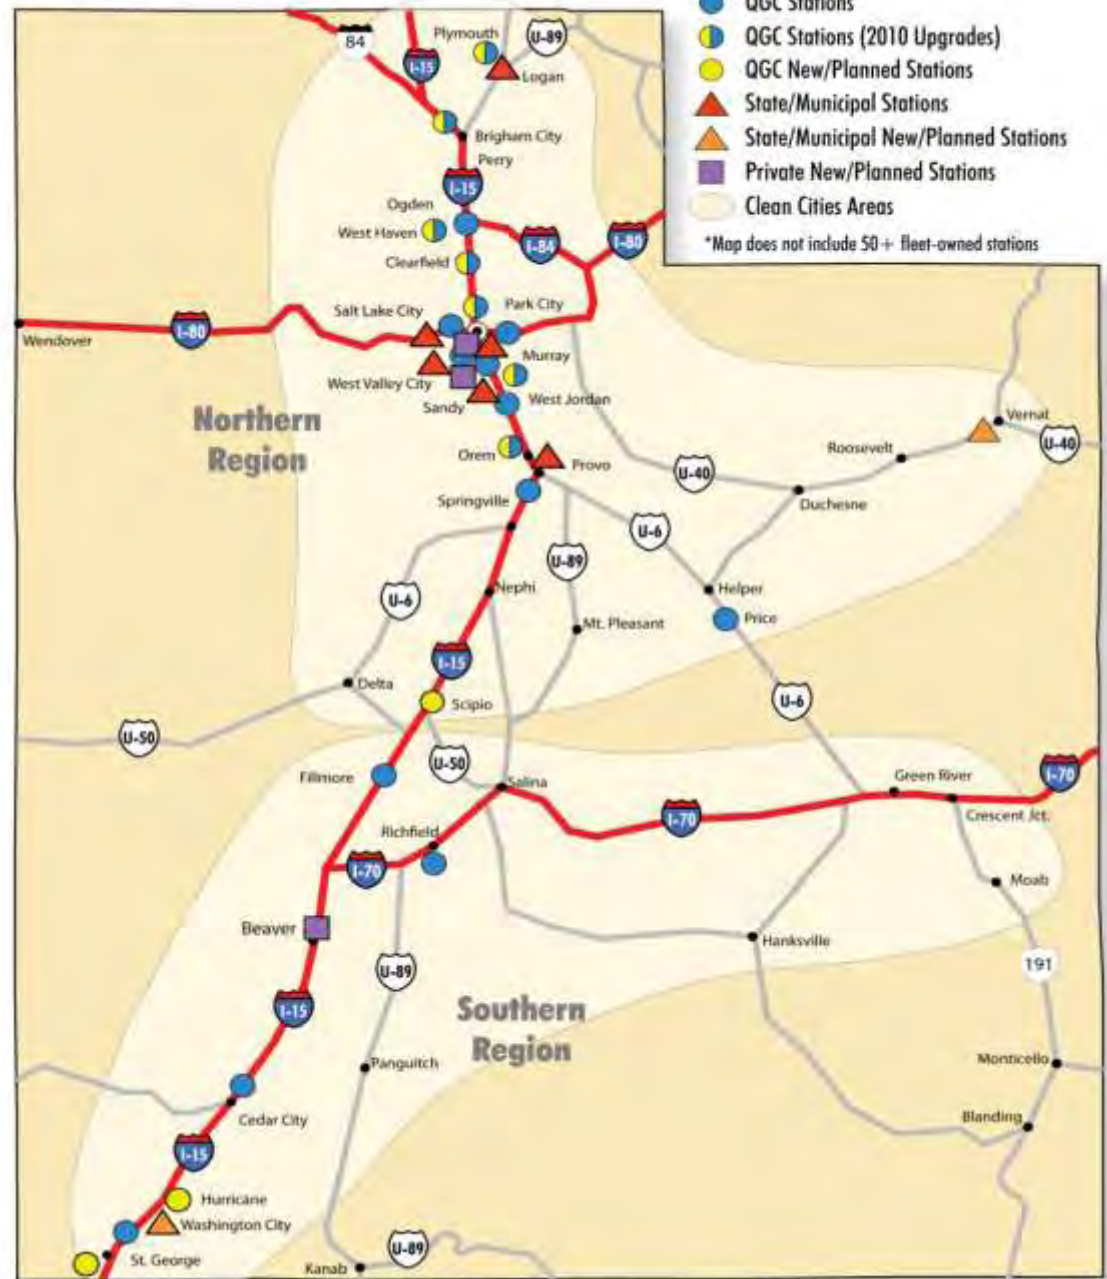 QGC Stations
QGC Stations (2010 Upgrades)
QGC New/Planned Stations
State/Municipal Stations
State/Municipal New/Planned Stations
Private New/Planned Stations
Clean Cities Areas
*Map does not include 50+ fleet-owned stations
84
I-15
Plymouth
U-89
Logan
Brigham City
Perry
I-15
Ogden
West Haven
I-84
I-80
Clearfield
Salt Lake City
Park City
I-80
Wendover
Murray
West Valley City
Sandy
West Jordan
Northern
Region
Vernal
U-40
Roosevelt
Orem
Provo
U-40
Springville
Duchesne
U-6
U-89
Nephi
Helper
U-6
Price
Mt. Pleasant
I-15
Delta
Scipio
U-6
U-50
U-50
Fillmore
Salina
Green River
I-70
I-70
Crescent Jct.
Richfield
I-70
Moab
Beaver
Hanksville
U-89
191
I-15
Southern
Region
Panguitch
Monticello
Cedar City
Blanding
I-15
Hurricane
Washington City
St. George
U-89
Kanab